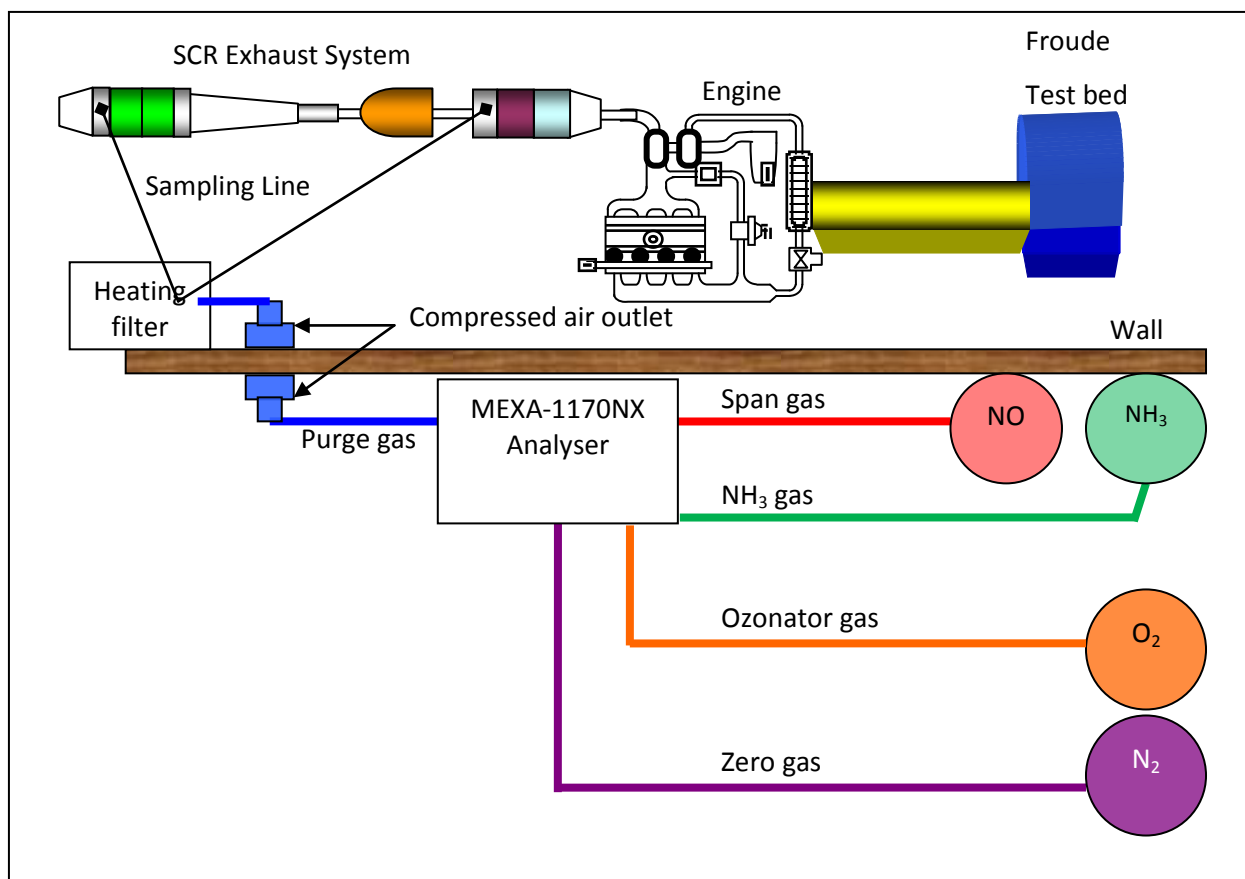 SCR Exhaust System
Froude
Test bed
Engine
Sampling Line
Heating
filter
Compressed air outlet
Wall
MEXA-1170NX
Analyser
Span gas
NO
NH₃
Purge gas
NH₃ gas
Ozonator gas
O₂
Zero gas
N₂